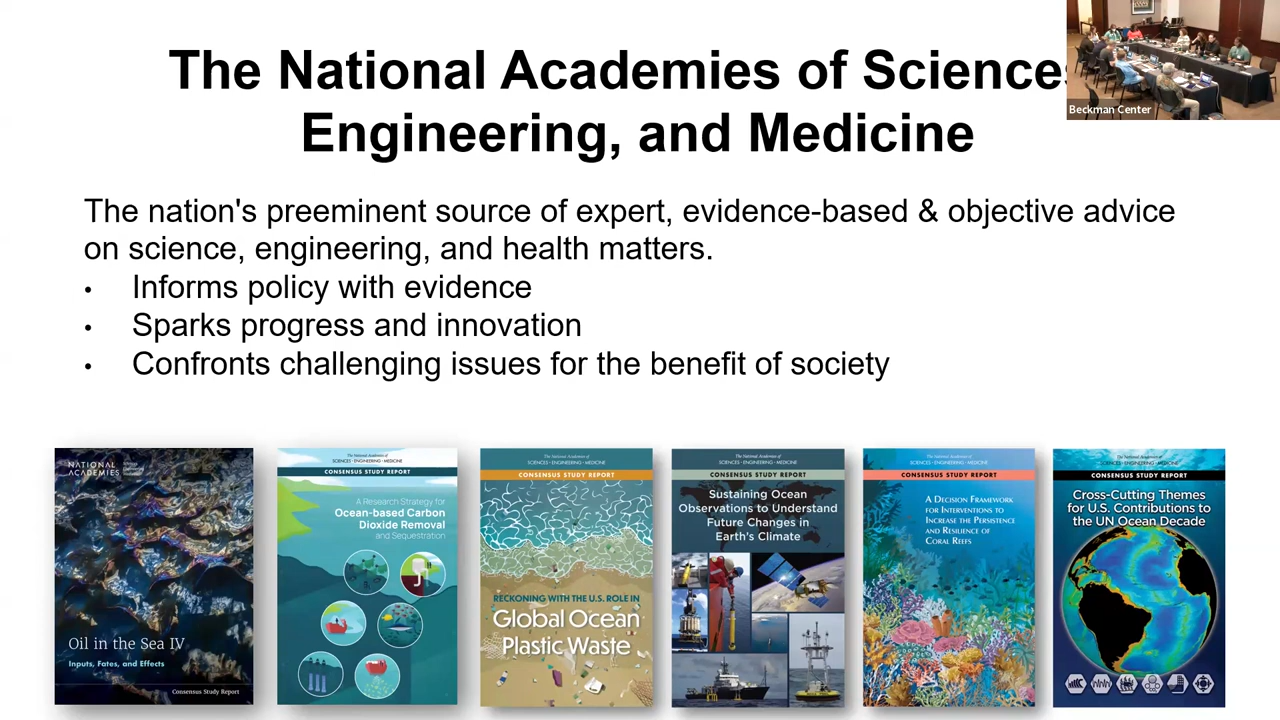 The National Academies of Sciences
Engineering, and Medicine
Beckman Center
The nation's preeminent source of expert, evidence-based & objective advice
on science, engineering, and health matters.
• Informs policy with evidence
• Sparks progress and innovation
• Confronts challenging issues for the benefit of society
NATIONAL
ACADEMIES
Oil in the Sea IV
Inputs, Fates, and Effects
Consensus Study Report
The National Academies of
SCIENCES · ENGINEERING · MEDICINE
CONSENSUS STUDY REPORT
A Research Strategy for
Ocean-based Carbon
Dioxide Removal
and Sequestration
The National Academies of
SCIENCES · ENGINEERING · MEDICINE
CONSENSUS STUDY REPORT
RECKONING WITH THE U.S. ROLE IN
Global Ocean
Plastic Waste
The National Academies of
SCIENCES · ENGINEERING · MEDICINE
CONSENSUS STUDY REPORT
Sustaining Ocean
Observations to Understand
Future Changes in
Earth's Climate
The National Academies of
SCIENCES · ENGINEERING · MEDICINE
CONSENSUS STUDY REPORT
A DECISION FRAMEWORK
FOR INTERVENTIONS TO
INCREASE THE PERSISTENCE
AND RESILIENCE OF
CORAL REEFS
The National Academies of
SCIENCES · ENGINEERING · MEDICINE
CONSENSUS STUDY REPORT
Cross-Cutting Themes
for U.S. Contributions to
the UN Ocean Decade